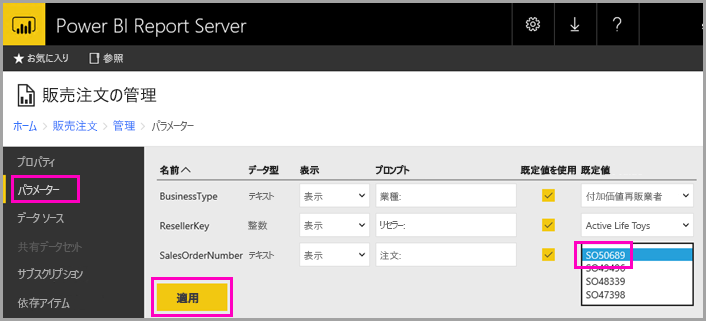 Power BI Report Server
?
お気に入り 参照
販売注文の管理
ホーム > 販売注文 > 管理 > パラメーター
プロパティ
パラメーター
データ ソース
共有データセット
サブスクリプション
依存アイテム
名前 データ型 表示 プロンプト 既定値を使用 既定値
BusinessType テキスト 表示 業種: 付加価値再販業者
ResellerKey 整数 表示 リセラー: Active Life Toys
SalesOrderNumber テキスト 表示 注文: SO50689
SO49496
SO48339
SO47398
適用